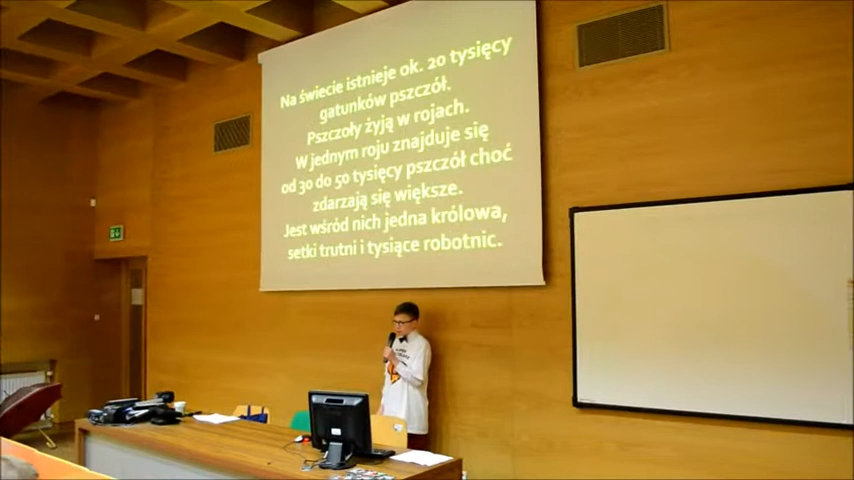 Na świecie istnieje ok. 20 tysięcy
gatunków pszczół.
Pszczoły żyją w rojach.
W jednym roju znajduje się
od 30 do 50 tysięcy pszczół choć
zdarzają się i większe.
Jest wśród nich jedna królowa,
setki trutni i tysiące robotnic.